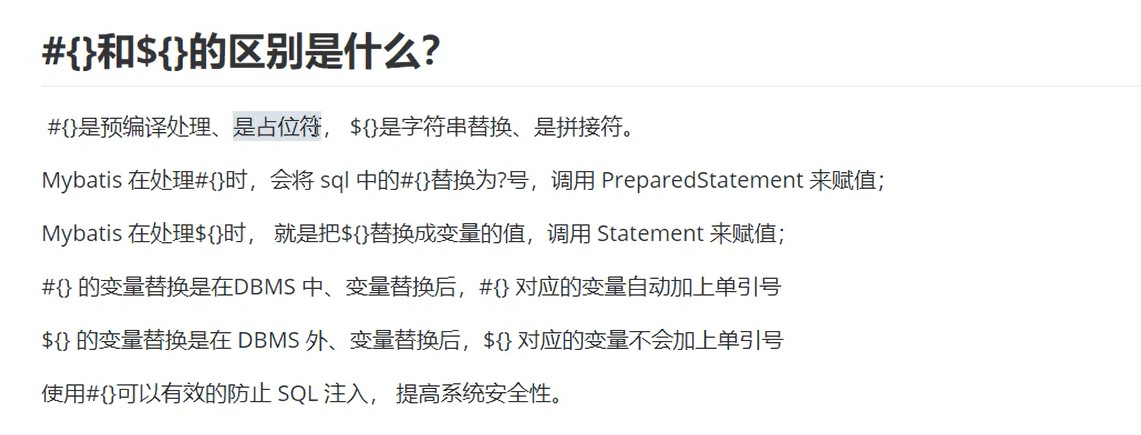 #{}和${}的区别是什么?
#{}是预编译处理、是占位符, ${}是字符串替换、是拼接符。
Mybatis 在处理#{}时，会将 sql 中的#{}替换为?号，调用 PreparedStatement 来赋值；
Mybatis 在处理${}时， 就是把${}替换成变量的值，调用 Statement 来赋值；
#{} 的变量替换是在DBMS 中、变量替换后，#{} 对应的变量自动加上单引号
${} 的变量替换是在 DBMS 外、变量替换后，${} 对应的变量不会加上单引号
使用#{}可以有效的防止 SQL 注入， 提高系统安全性。